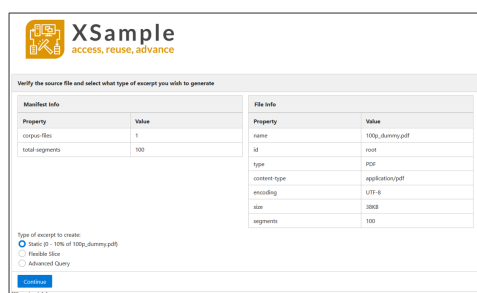 XSample
access, reuse, advance
Verify the source file and select what type of excerpt you wish to generate
Manifest Info
Property Value
corpus-files 1
total-segments 100
File Info
Property Value
name 100p_dummy.pdf
id root
type PDF
content-type application/pdf
encoding UTF-8
size 38KB
segments 100
Type of excerpt to create:
Static (0 - 10% of 100p_dummy.pdf)
Flexible Slice
Advanced Query
Continue